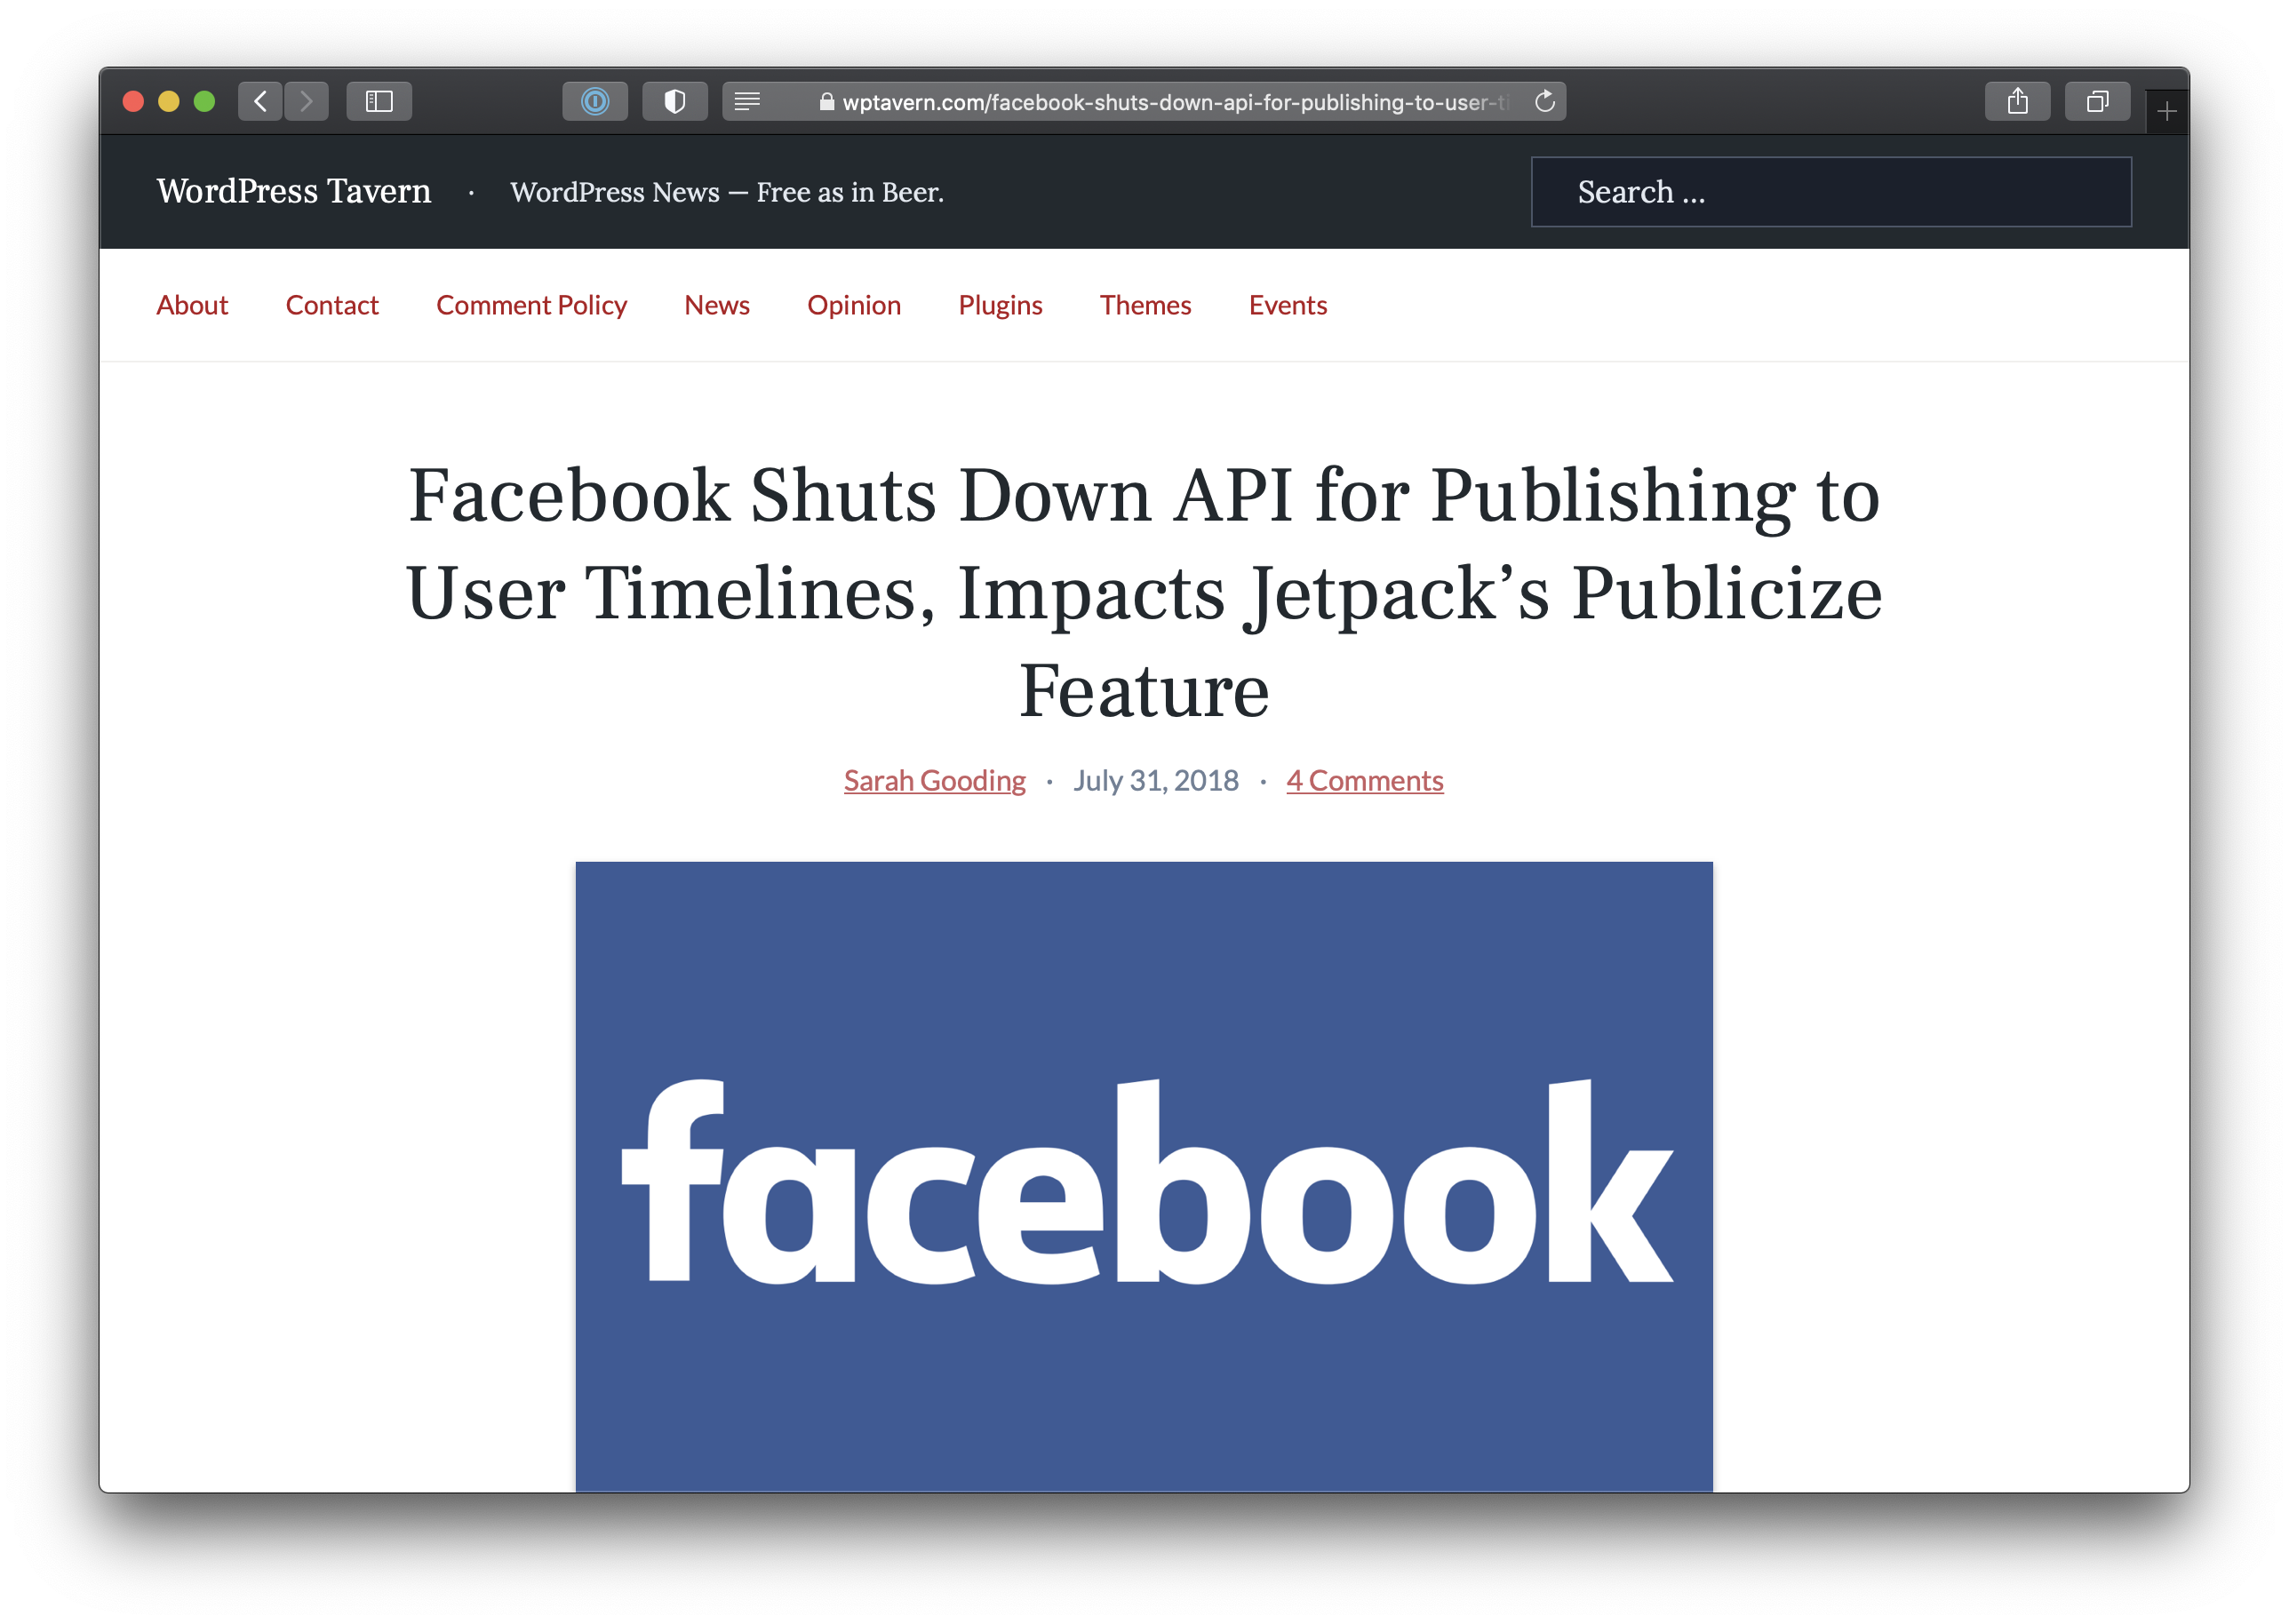 wptavern.com/facebook-shuts-down-api-for-publishing-to-user-ti
WordPress Tavern · WordPress News — Free as in Beer.
Search ...
About Contact Comment Policy News Opinion Plugins Themes Events
Facebook Shuts Down API for Publishing to
User Timelines, Impacts Jetpack’s Publicize
Feature
Sarah Gooding · July 31, 2018 · 4 Comments
facebook